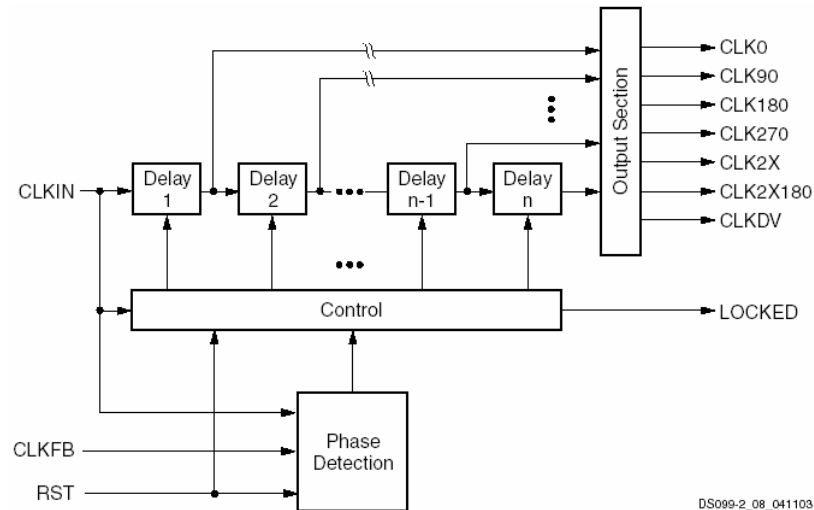 CLK0
CLK90
CLK180
CLK270
CLK2X
CLK2X180
CLKDV
Output Section
CLKIN
Delay
1
Delay
2
Delay
n-1
Delay
n
Control
LOCKED
CLKFB
Phase
Detection
RST
DS099-2_08_041103